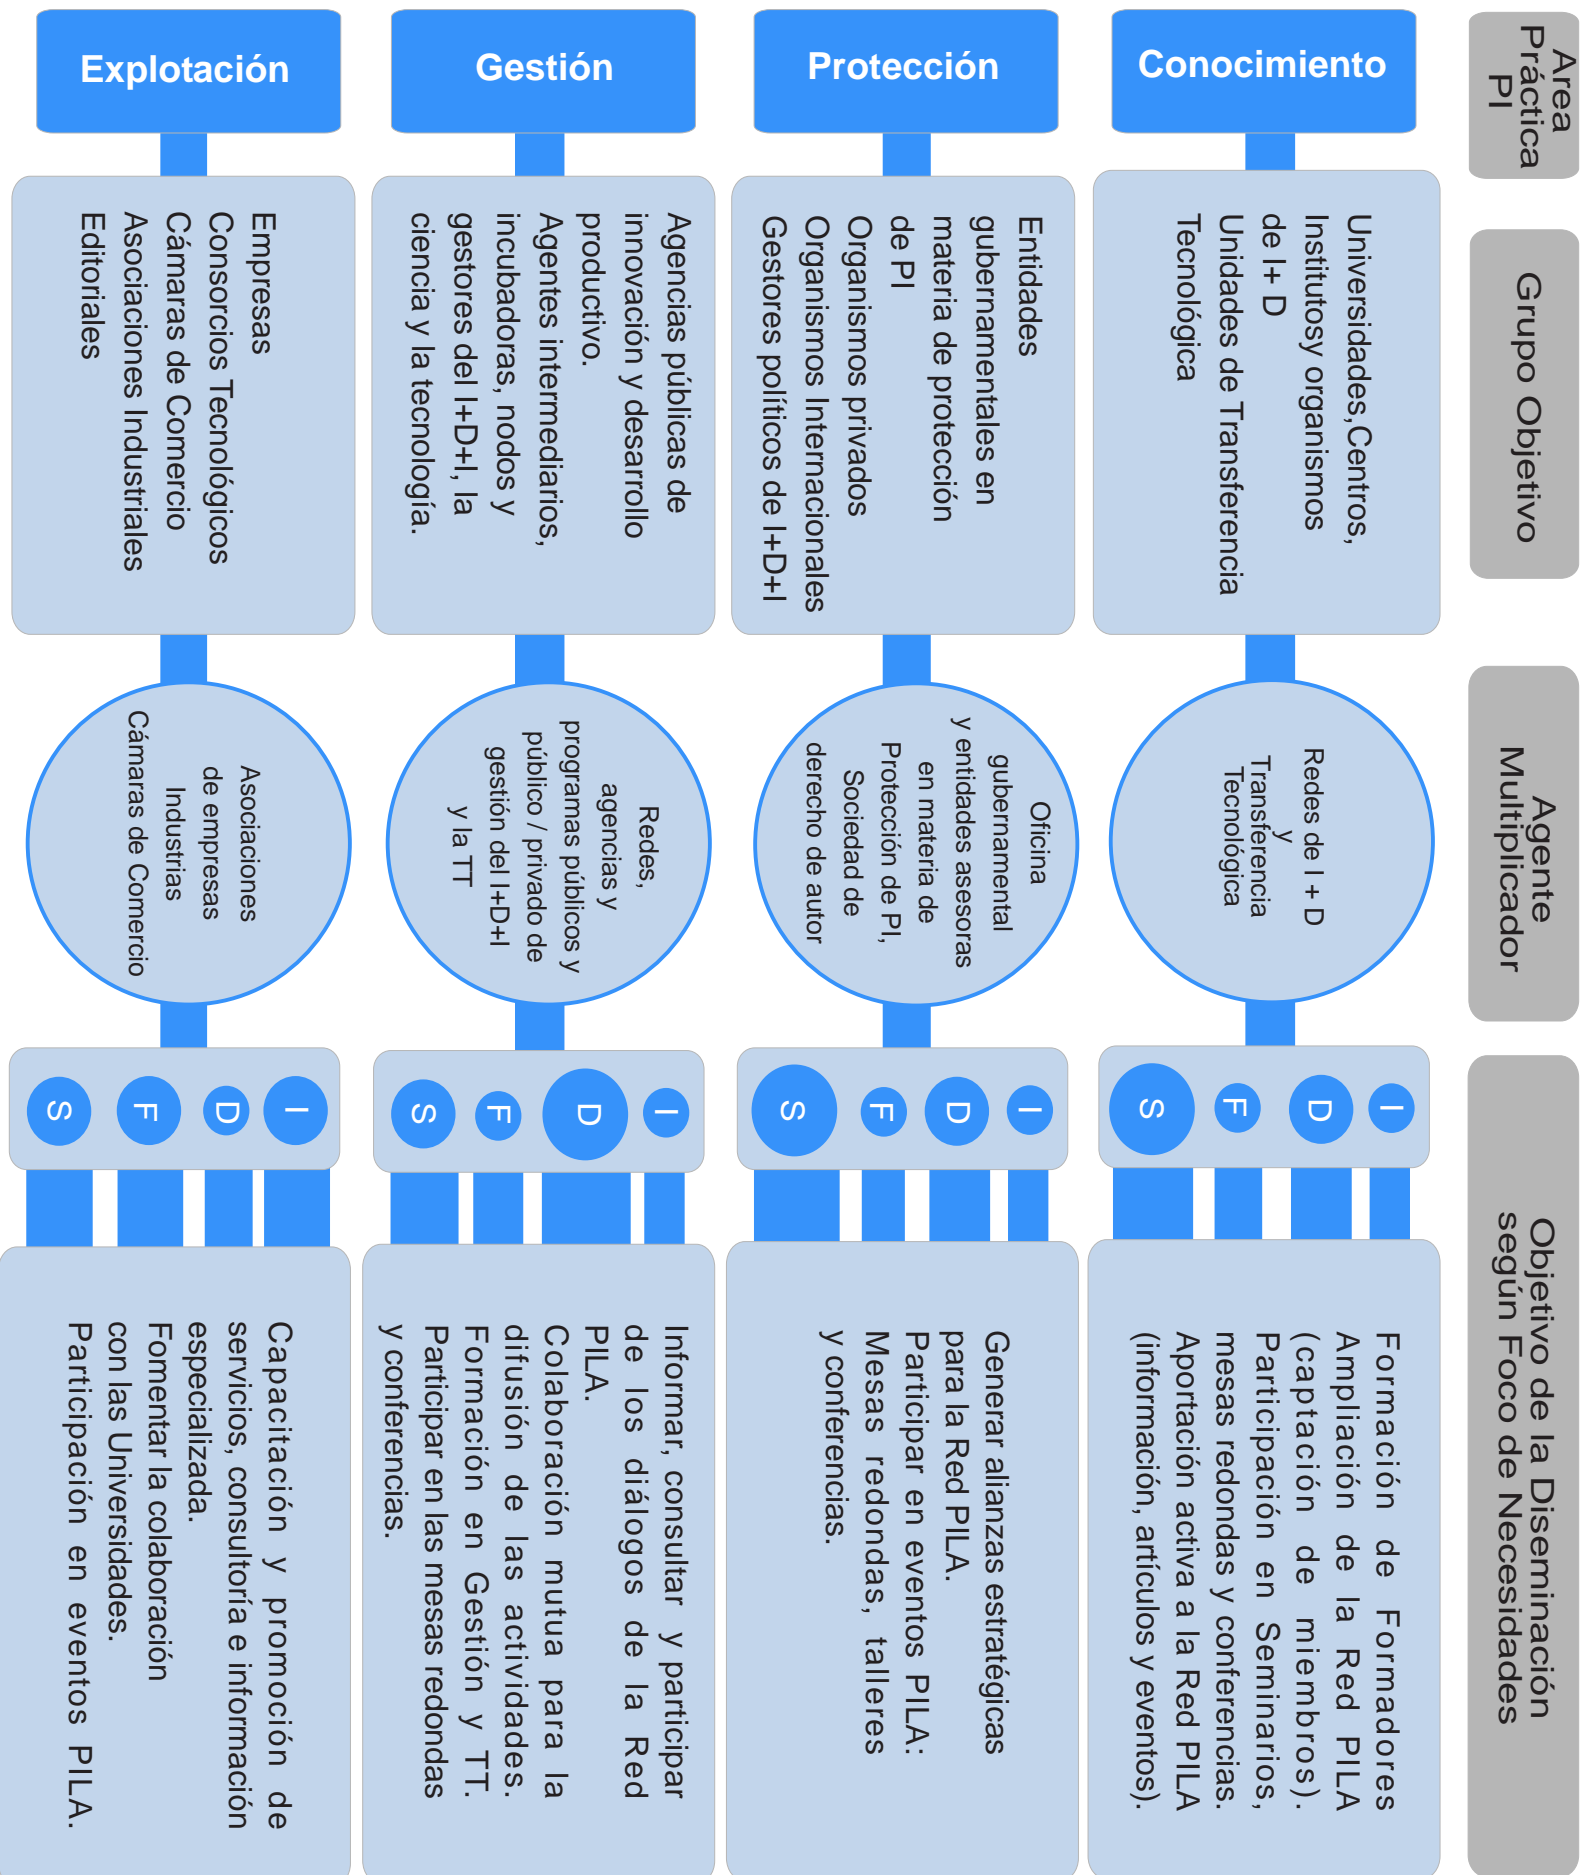 Area
Práctica
PI
Grupo Objetivo
Agente
Multiplicador
Objetivo de la Diseminación
según Foco de Necesidades
Conocimiento
Universidades,Centros,
Institutosy organismos
de I+ D
Unidades de Transferencia
Tecnológica
Redes de I + D
y
Transferencia
Tecnológica
I
D
F
S
Formación de Formadores
Ampliación de la Red PILA
(captación de miembros).
Participación en Seminarios,
mesas redondas y conferencias.
Aportación activa a la Red PILA
(información, artículos y eventos).
Protección
Entidades
gubernamentales en
materia de protección
de PI
Organismos privados
Organismos Internacionales
Gestores políticos de I+D+I
Oficina
gubernamental
y entidades asesoras
en materia de
Protección de PI,
Sociedad de
derecho de autor
I
D
F
S
Generar alianzas estratégicas
para la Red PILA.
Participar en eventos PILA:
Mesas redondas, talleres
y conferencias.
Gestión
Agencias públicas de
innovación y desarrollo
productivo.
Agentes intermediarios,
incubadoras, nodos y
gestores del I+D+I, la
ciencia y la tecnología.
Redes,
agencias y
programas públicos y
público / privado de
gestión del I+D+I
y la TT
I
D
F
S
Informar, consultar y participar
de los diálogos de la Red
PILA.
Colaboración mutua para la
difusión de las actividades.
Formación en Gestión y TT.
Participar en las mesas redondas
y conferencias.
Explotación
Empresas
Consorcios Tecnológicos
Cámaras de Comercio
Asociaciones Industriales
Editoriales
Asociaciones
de empresas
Industrias
Cámaras de Comercio
I
D
F
S
Capacitación y promoción de
servicios, consultoría e información
especializada.
Fomentar la colaboración
con las Universidades.
Participación en eventos PILA.